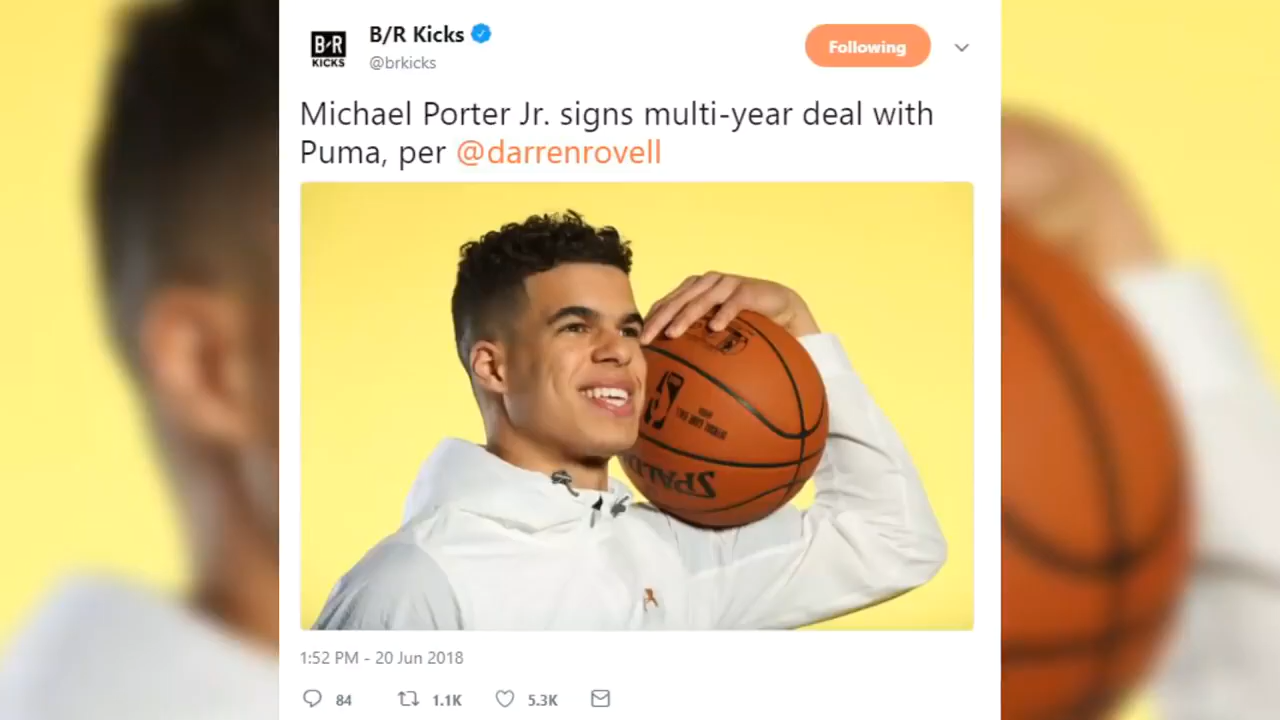 B/R Kicks
@brkicks
B R
KICKS
Following
Michael Porter Jr. signs multi-year deal with
Puma, per @darrenrovell
SPALD
1:52 PM - 20 Jun 2018
84
1.1K
5.3K